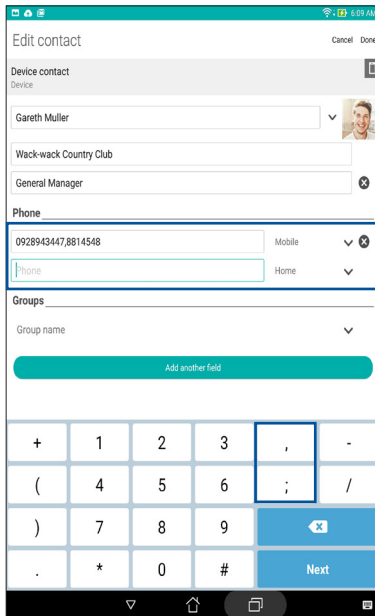 6:09 AM
Edit contact
Cancel Done
Device contact
Device
Gareth Muller
Wack-wack Country Club
General Manager
Phone
0928943447,8814548 Mobile
Phone Home
Groups
Group name
Add another field
+ 1 2 3 , -
( 4 5 6 ; /
) 7 8 9
. * 0 # Next